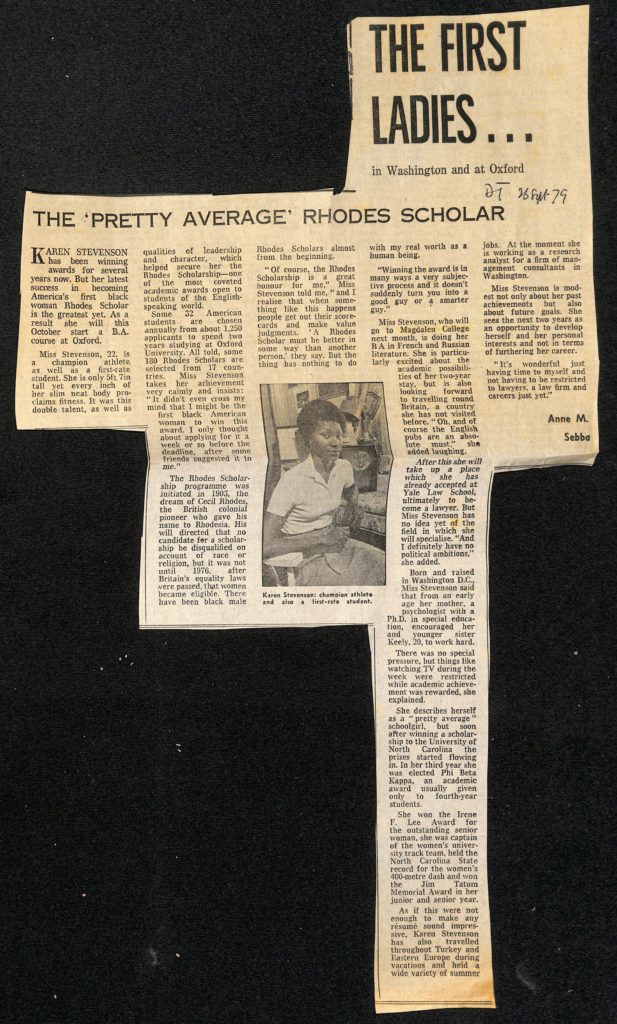 THE FIRST
LADIES ...
in Washington and at Oxford
DT 26 Sept 79
THE 'PRETTY AVERAGE' RHODES SCHOLAR
KAREN STEVENSON
has been winning
awards for several
years now. But her latest
success in becoming
America's first black
woman Rhodes Scholar
is the greatest yet. As a
result she will this
October start a B.A.
course at Oxford.
Miss Stevenson, 22, is
a champion athlete
as well as a first-rate
student. She is only 5ft 7in
tall yet every inch of
her slim neat body pro-
claims fitness. It was this
double talent, as well as
qualities of leadership
and character, which
helped secure her the
Rhodes Scholarship—one
of the most coveted
academic awards open to
students of the English-
speaking world.
Some 32 American
students are chosen
annually from about 1,250
applicants to spend two
years studying at Oxford
University. All told, some
180 Rhodes Scholars are
selected from 17 coun-
tries. Miss Stevenson
takes her achievement
very calmly and insists:
"It didn't even cross my
mind that I might be the
first black American
woman to win this
award. I only thought
about applying for it a
week or so before the
deadline, after some
friends suggested it to
me."
The Rhodes Scholar-
ship programme was
initiated in 1903, the
dream of Cecil Rhodes,
the British colonial
pioneer who gave his
name to Rhodesia. His
will directed that no
candidate for a scholar-
ship be disqualified on
account of race or
religion, but it was not
until 1976, after
Britain's equality laws
were passed, that women
became eligible. There
have been black male
Rhodes Scholars almost
from the beginning.
"Of course, the Rhodes
Scholarship is a great
honour for me," Miss
Stevenson told me, "and I
realise that when some-
thing like this happens
people get out their score-
cards and make value
judgments. 'A Rhodes
Scholar must be better in
some way than another
person,' they say. But the
thing has nothing to do
Karen Stevenson: champion athlete
and also a first-rate student.
with my real worth as a
human being.
"Winning the award is in
many ways a very subjec-
tive process and it doesn't
suddenly turn you into a
good guy or a smarter
guy."
Miss Stevenson, who will
go to Magdalen College
next month, is doing her
BA in French and Russian
literature. She is particu-
larly excited about the
academic possibili-
ties of her two-year
stay, but is also
looking forward
to travelling round
Britain, a country
she has not visited
before. "Oh, and of
course the English
pubs are an abso-
lute must," she
added laughing.
After this she will
take up a place
which she has
already accepted at
Yale Law School,
ultimately to be-
come a lawyer. But
Miss Stevenson has
no idea yet of the
field in which she
will specialise. "And
I definitely have no
political ambitions,"
she added.
Born and raised
in Washington D.C.,
Miss Stevenson said
that from an early
age her mother, a
psychologist with a
Ph.D. in special educa-
tion, encouraged her
and younger sister
Keely, 20, to work hard.
There was no special
pressure, but things like
watching TV during the
week were restricted
while academic achieve-
ment was rewarded, she
explained.
She describes herself
as a "pretty average"
schoolgirl, but soon
after winning a scholar-
ship to the University of
North Carolina the
prizes started flowing
in. In her third year she
was elected Phi Beta
Kappa, an academic
award usually given
only to fourth-year
students.
She won the Irene
F. Lee Award for
the outstanding senior
woman, she was captain
of the women's univer-
sity track team, held the
North Carolina State
record for the women's
400-metre dash and won
the Jim Tatum
Memorial Award in her
junior and senior year.
As if this were not
enough to make any
résumé sound impres-
sive, Karen Stevenson
has also travelled
throughout Turkey and
Eastern Europe during
vacations and held a
wide variety of summer
jobs. At the moment she
is working as a research
analyst for a firm of man-
agement consultants in
Washington.
Miss Stevenson is mod-
est not only about her past
achievements but also
about future goals. She
sees the next two years as
an opportunity to develop
herself and her personal
interests and not in terms
of furthering her career.
"It's wonderful just
having time to myself and
not having to be restricted
to lawyers, a law firm and
careers just yet."
Anne M.
Sebba